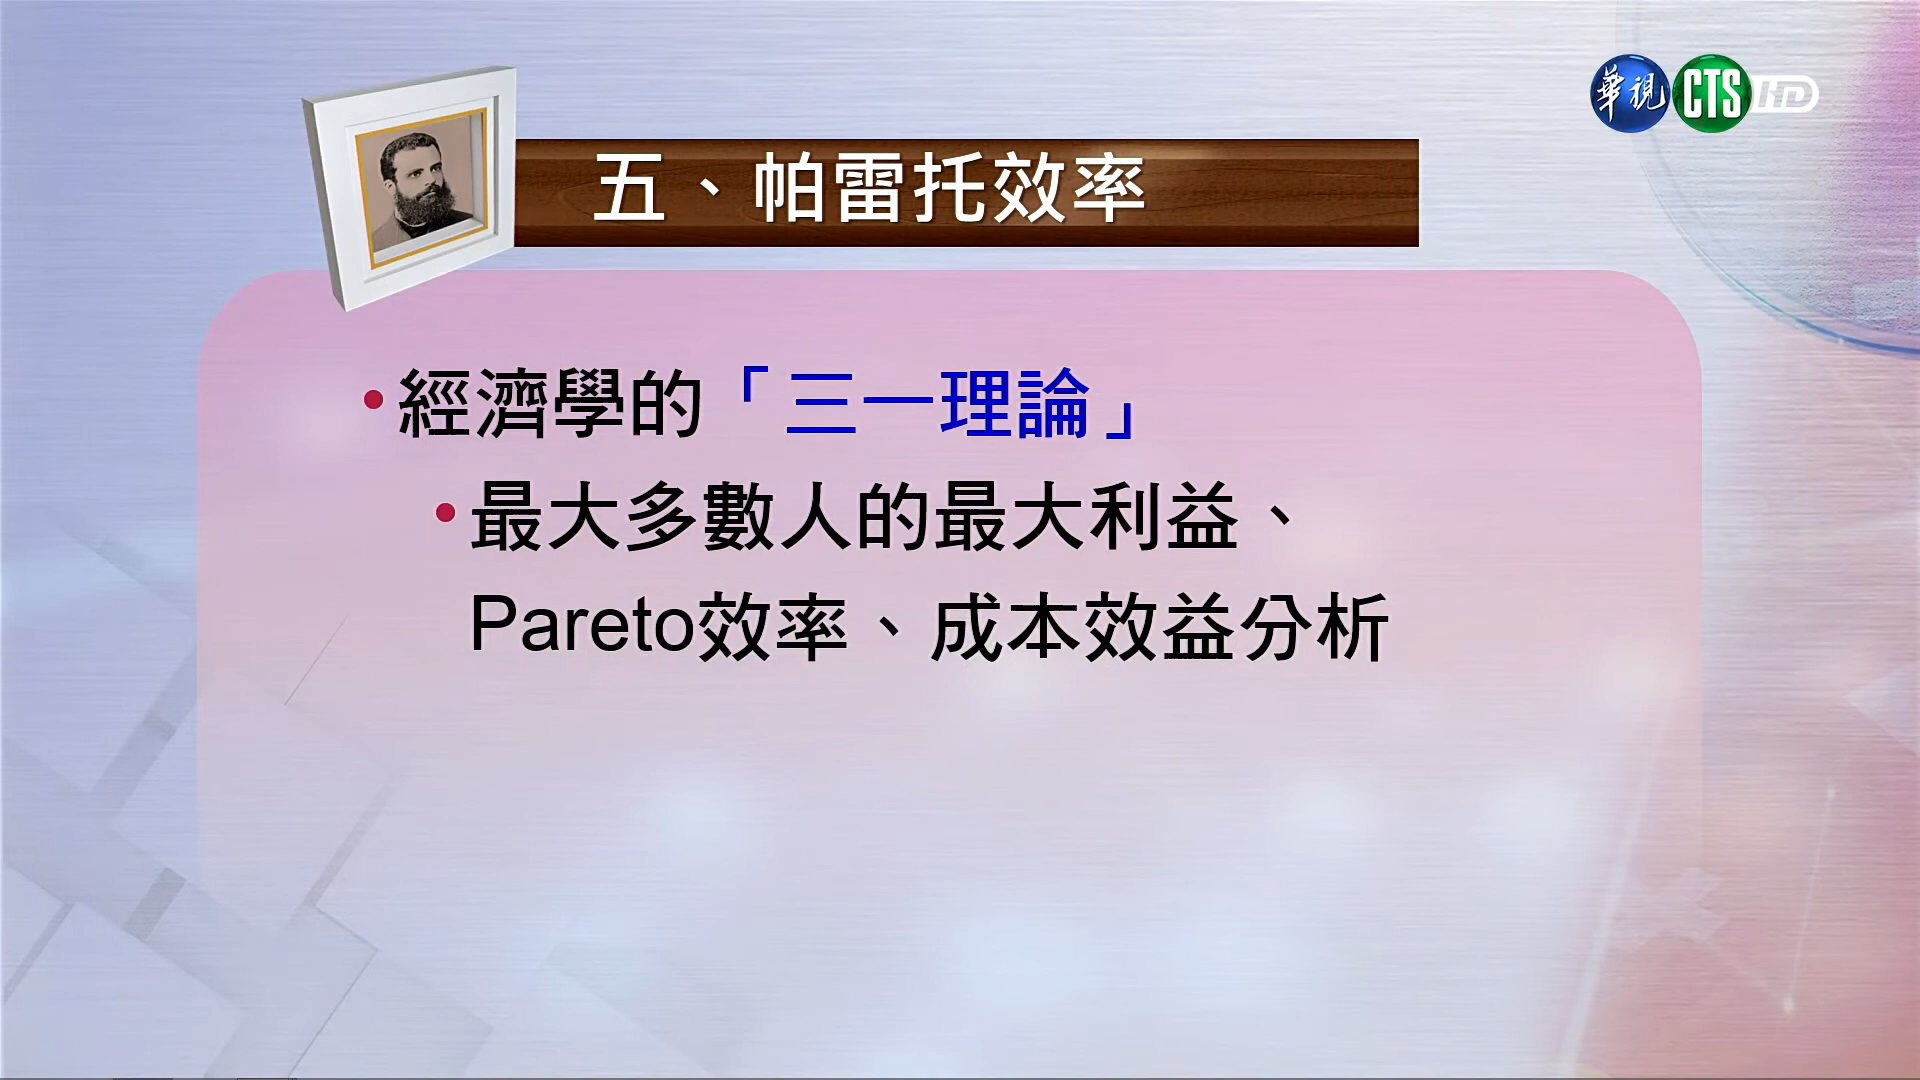 華視 CTS HD
五、帕雷托效率
•經濟學的「三一理論」
•最大多數人的最大利益、
Pareto效率、成本效益分析